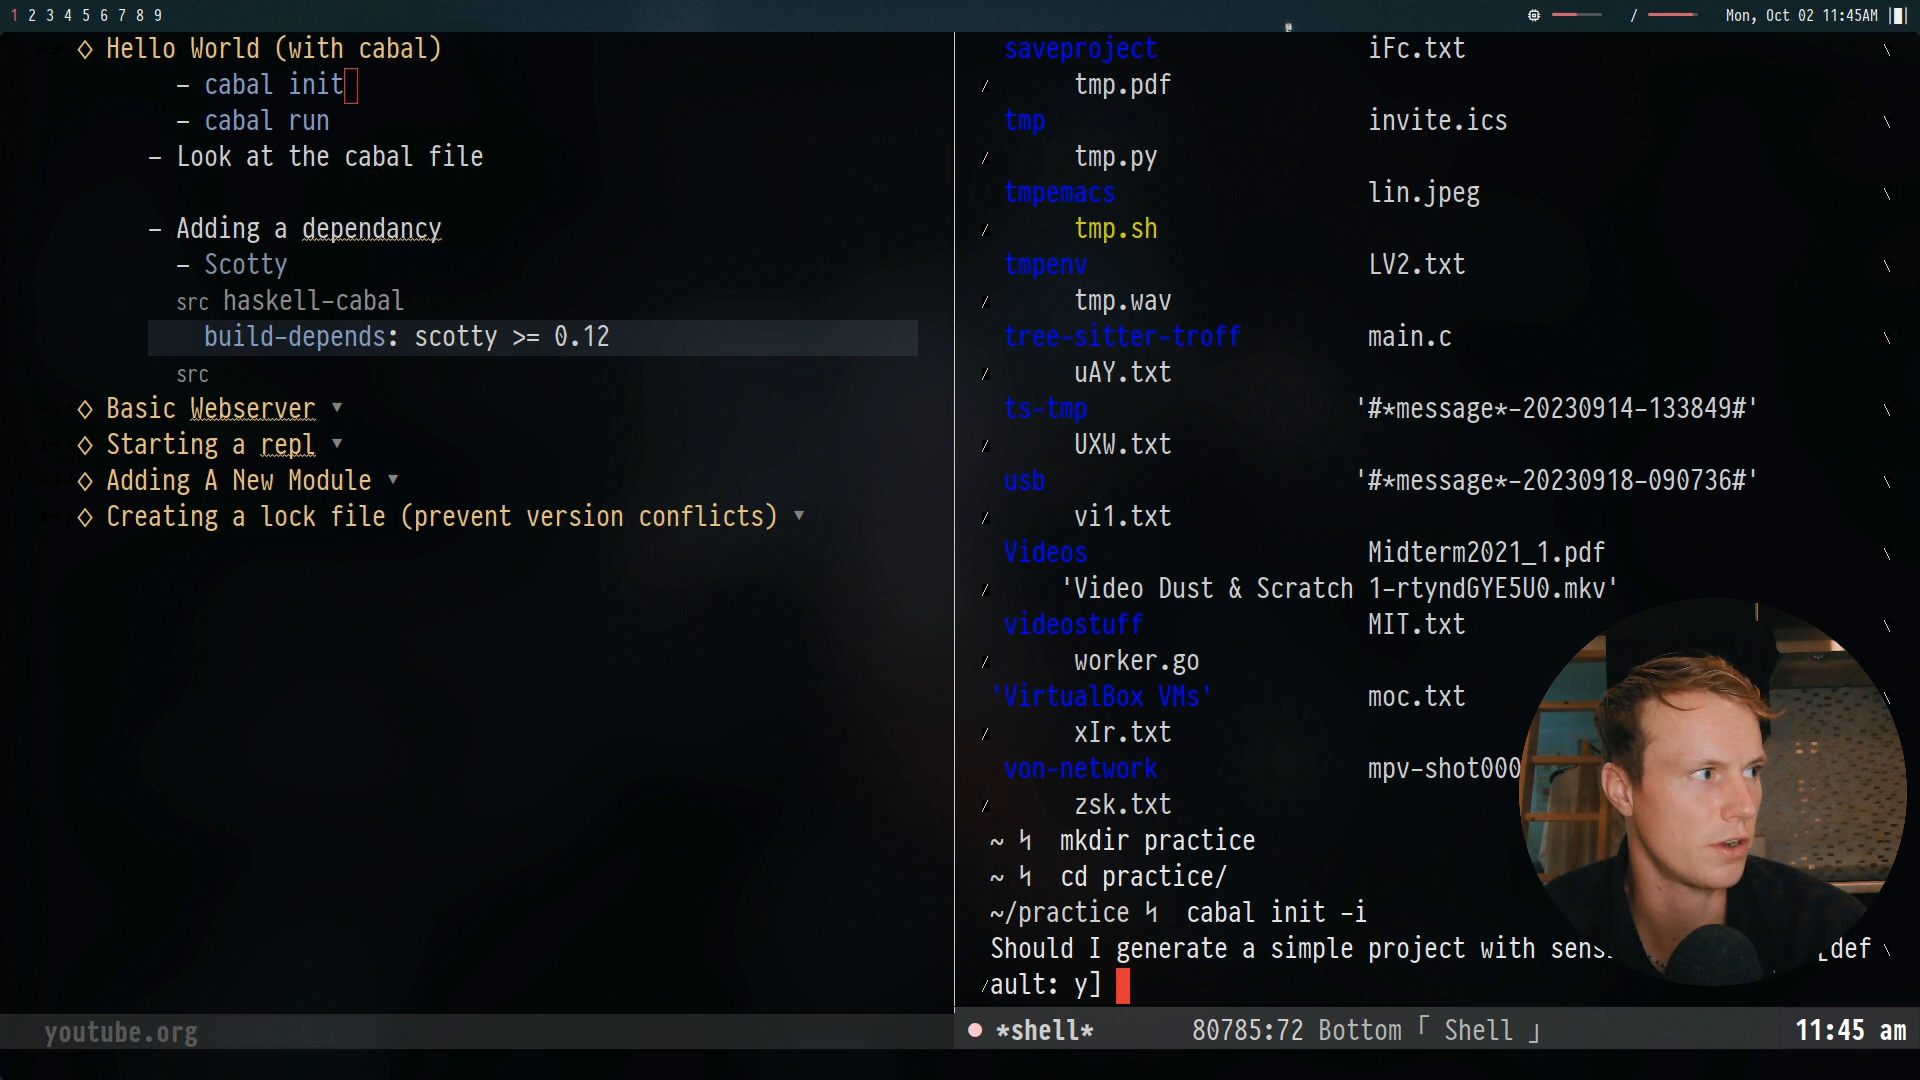 1 2 3 4 5 6 7 8 9
/ Mon, Oct 02 11:45AM
◇ Hello World (with cabal)
– cabal init
– cabal run
– Look at the cabal file
– Adding a dependancy
– Scotty
src haskell-cabal
build-depends: scotty >= 0.12
src
◇ Basic Webserver ▼
◇ Starting a repl ▼
◇ Adding A New Module ▼
◇ Creating a lock file (prevent version conflicts) ▼
youtube.org
saveproject iFc.txt \
/ tmp.pdf
tmp invite.ics \
/ tmp.py
tmpemacs lin.jpeg \
/ tmp.sh
tmpenv LV2.txt \
/ tmp.wav
tree-sitter-troff main.c \
/ uAY.txt
ts-tmp '#*message*-20230914-133849#' \
/ UXW.txt
usb '#*message*-20230918-090736#' \
/ vi1.txt
Videos Midterm2021_1.pdf \
/ 'Video Dust & Scratch 1-rtyndGYE5U0.mkv'
videostuff MIT.txt \
/ worker.go
'VirtualBox VMs' moc.txt \
/ xIr.txt
von-network mpv-shot000
/ zsk.txt
~ Ϟ mkdir practice
~ Ϟ cd practice/
~/practice Ϟ cabal init -i
Should I generate a simple project with [def \
/ault: y]
*shell* 80785:72 Bottom 「 Shell 」 11:45 am